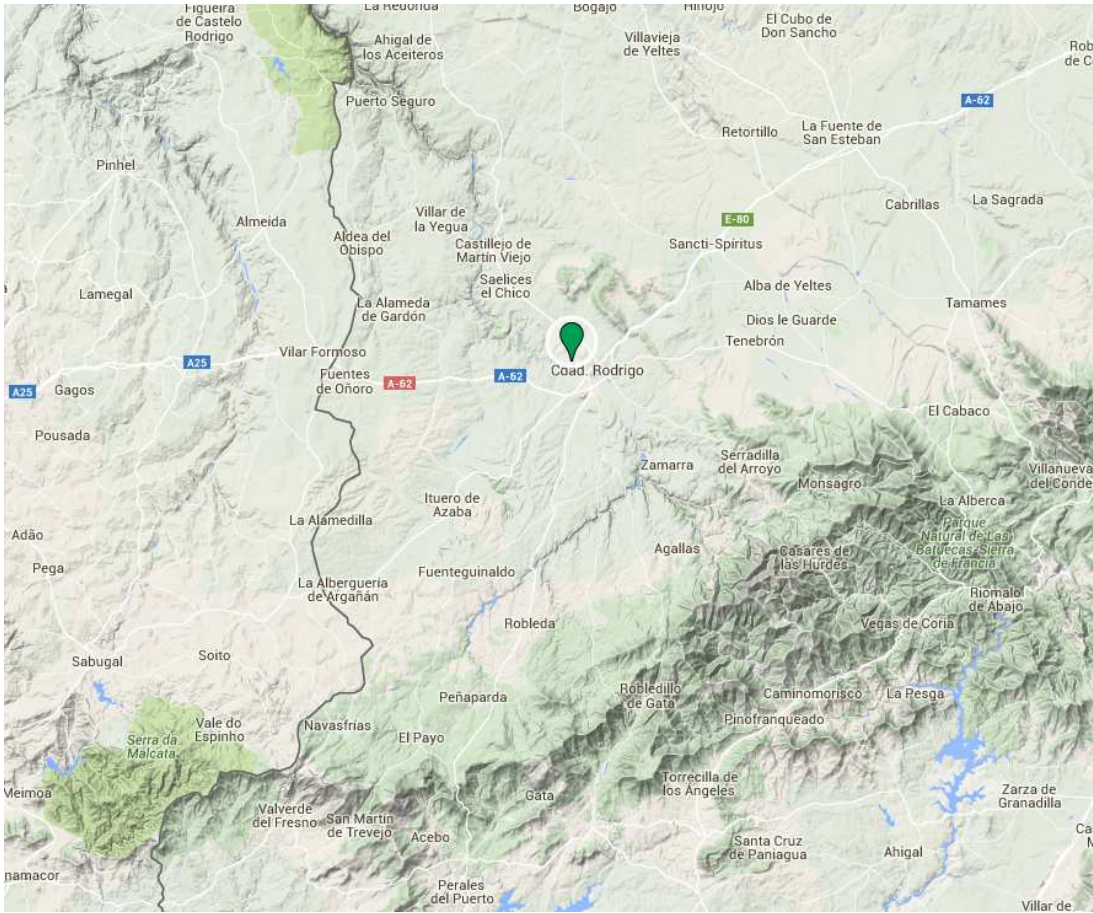 Figueira
de Castelo
Rodrigo
La Redonda
Bogajo
Hinojo
Ahigal de
los Aceiteros
Villavieja
de Yeltes
El Cubo de
Don Sancho
Puerto Seguro
A-62
Retortillo
La Fuente de
San Esteban
Pinhel
Almeida
Villar de
la Yegua
Cabrillas
La Sagrada
E-80
Aldea del
Obispo
Castillejo de
Martín Viejo
Sancti-Spíritus
Saelices
el Chico
Lamegal
La Alameda
de Gardón
Alba de Yeltes
Tamames
Dios le Guarde
Tenebrón
Vilar Formoso
A25
Fuentes
de Oñoro
A-62
A-62
Cdad. Rodrigo
A25
Gagos
El Cabaco
Pousada
Zamarra
Serradilla
del Arroyo
Monsagro
Villanueva
del Conde
Ituero de
Azaba
La Alberca
La Alamedilla
Parque
Natural de Las
Batuecas-Sierra
de Francia
Adão
Pega
Agallas
Casares de
las Hurdes
Fuenteguinaldo
La Alberguería
de Argañán
Riomalo
de Abajo
Robleda
Vegas de Coria
Sabugal
Soito
Peñaparda
Robledillo
de Gata
Caminomorisco
La Pesga
Vale do
Espinho
Navasfrías
Pinofranqueado
Serra da
Malcata
El Payo
Meimoa
Torrecilla de
los Ángeles
Gata
Zarza de
Granadilla
Valverde
del Fresno
San Martín
de Trevejo
Acebo
Santa Cruz
de Paniagua
Ahigal
namacor
Perales
del Puerto
Villar de